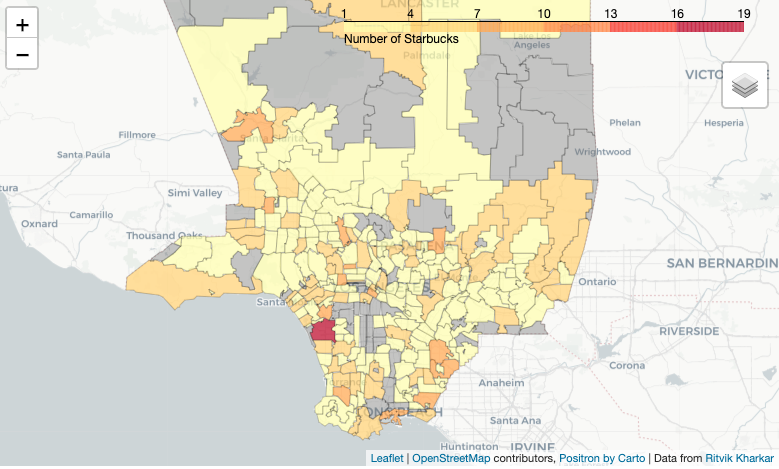 +
−
LANCASTER
1 4 7 10 13 16 19
Number of Starbucks
Lake Los
Angeles
Palmdale
VICTO
Fillmore
Santa Paula
Santa Clarita
Phelan
Hesperia
Wrightwood
Simi Valley
Camarillo
Oxnard
Thousand Oaks
SAN BERNARDIN
Ontario
RIVERSIDE
Corona
Anaheim
LONG BEACH
Santa Ana
Huntington
IRVINE
Leaflet | OpenStreetMap contributors, Positron by Carto | Data from Ritvik Kharkar